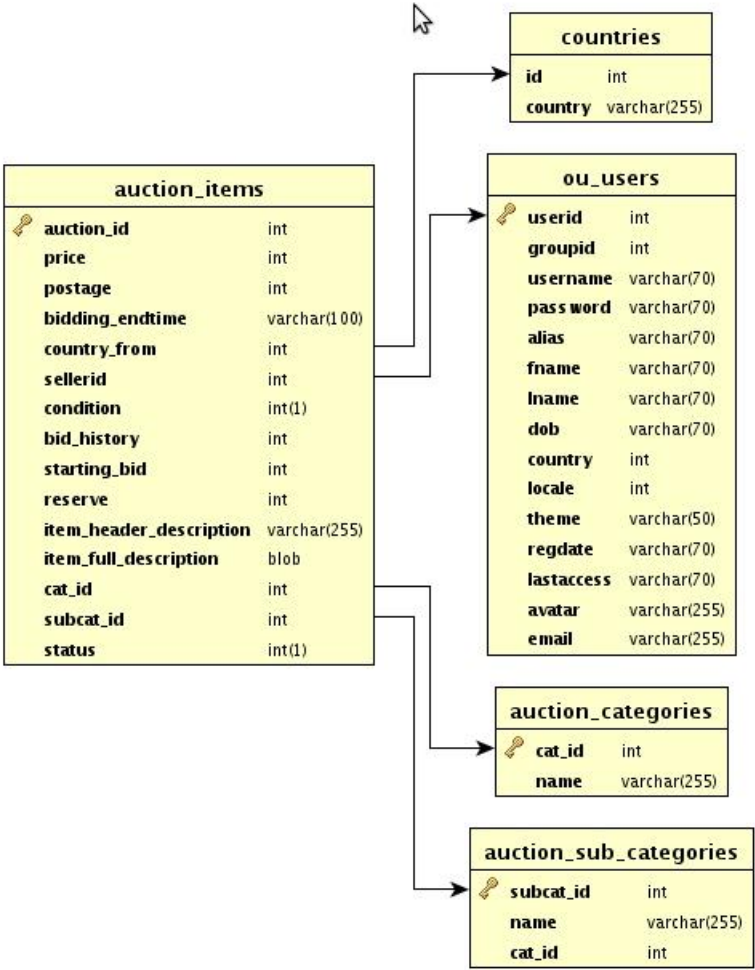 countries
id int
country varchar(255)
auction_items
auction_id int
price int
postage int
bidding_endtime varchar(100)
country_from int
sellerid int
condition int(1)
bid_history int
starting_bid int
reserve int
item_header_description varchar(255)
item_full_description blob
cat_id int
subcat_id int
status int(1)
ou_users
userid int
groupid int
username varchar(70)
password varchar(70)
alias varchar(70)
fname varchar(70)
lname varchar(70)
dob varchar(70)
country int
locale int
theme varchar(50)
regdate varchar(70)
lastaccess varchar(70)
avatar varchar(255)
email varchar(255)
auction_categories
cat_id int
name varchar(255)
auction_sub_categories
subcat_id int
name varchar(255)
cat_id int